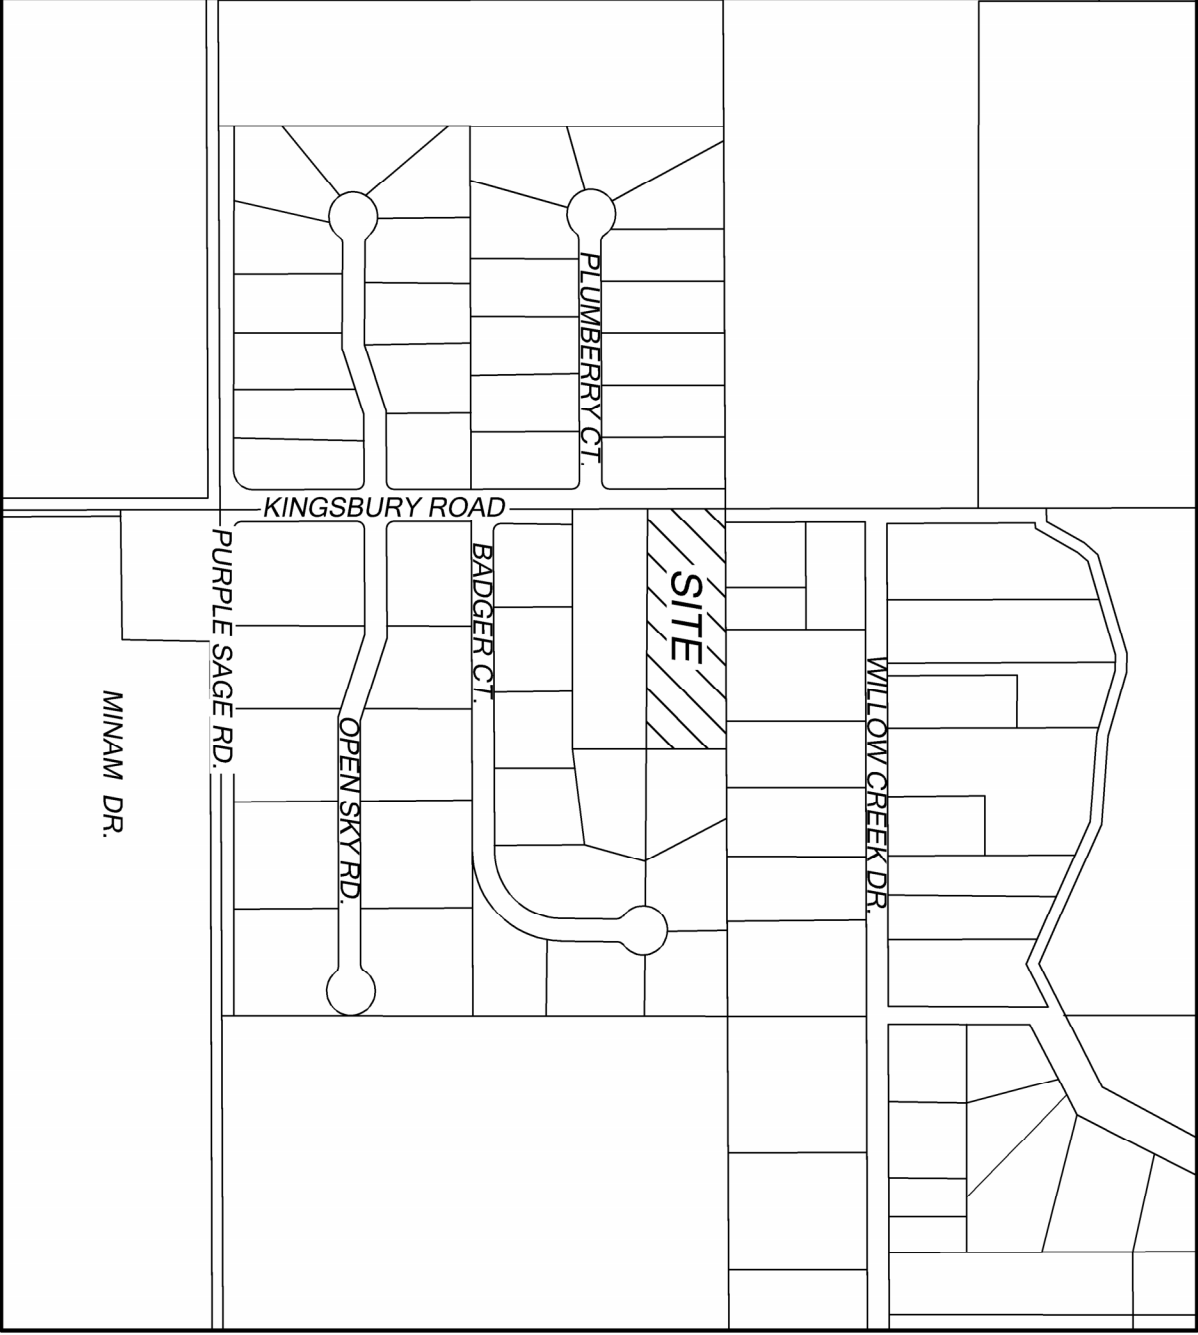 PLUMBERRY CT.
KINGSBURY ROAD
PURPLE SAGE RD.
BADGER CT.
SITE
WILLOW CREEK DR.
MINAM DR.
OPEN SKY RD.